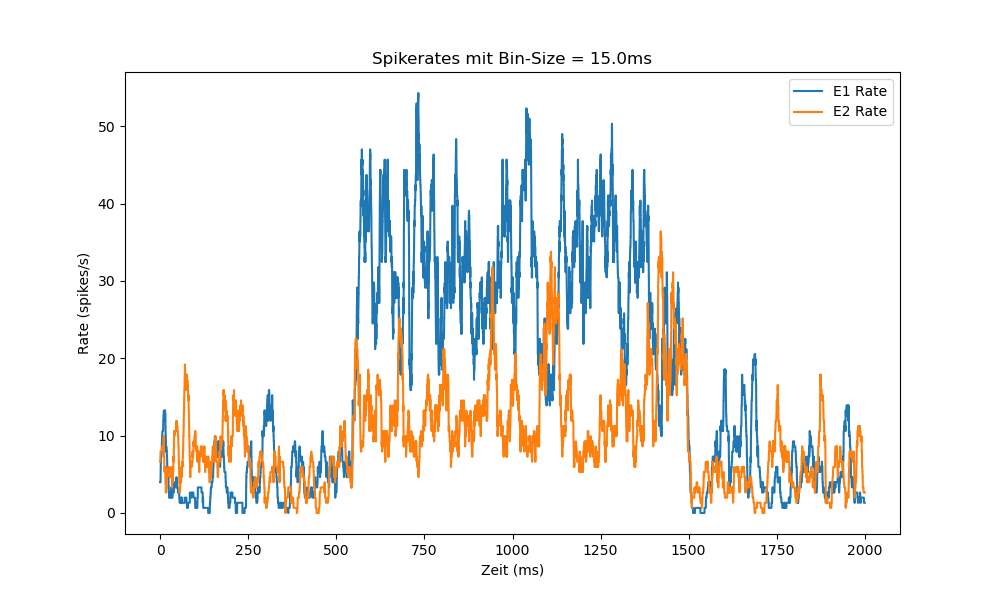 Spikerates mit Bin-Size = 15.0ms
E1 Rate
E2 Rate
Rate (spikes/s)
50
40
30
20
10
0
0 250 500 750 1000 1250 1500 1750 2000
Zeit (ms)